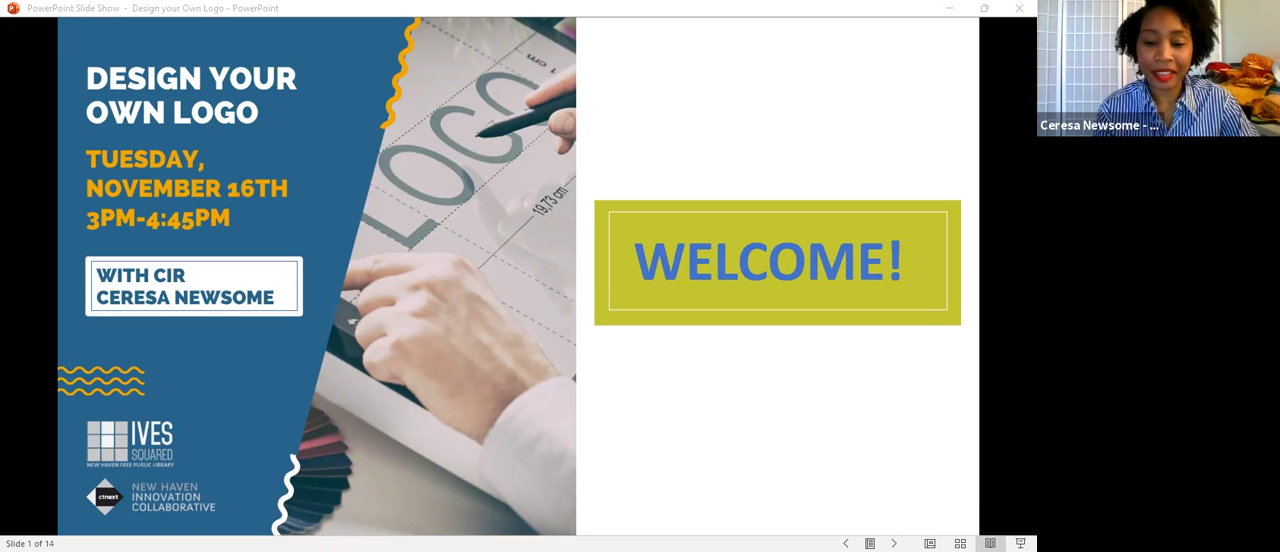 PowerPoint Slide Show - Design your Own Logo - PowerPoint
DESIGN YOUR
OWN LOGO
TUESDAY,
NOVEMBER 16TH
3PM-4:45PM
WITH CIR
CERESA NEWSOME
IVES
SQUARED
NEW HAVEN FREE PUBLIC LIBRARY
ctnext
NEW HAVEN
INNOVATION
COLLABORATIVE
LOGO
1 cm
19,73 cm
WELCOME!
Ceresa Newsome - ...
Slide 1 of 14